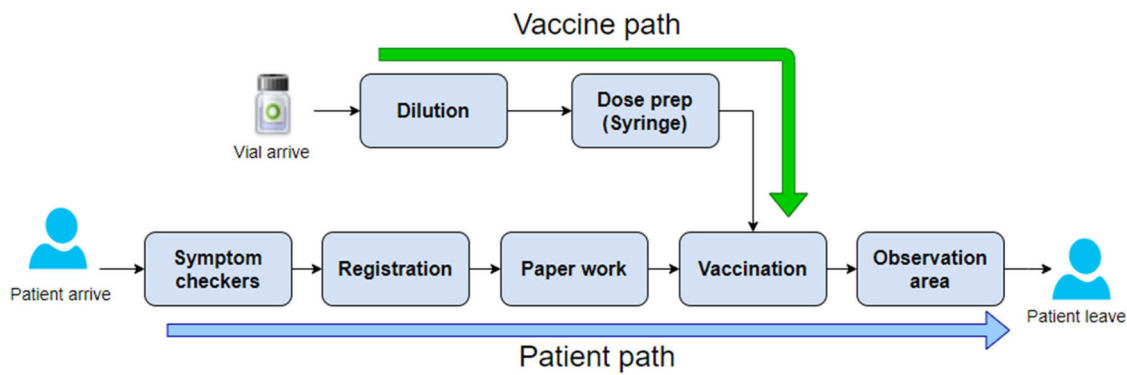 Vaccine path
Dilution
Dose prep
(Syringe)
Vial arrive
Symptom
checkers
Registration
Paper work
Vaccination
Observation
area
Patient arrive
Patient leave
Patient path